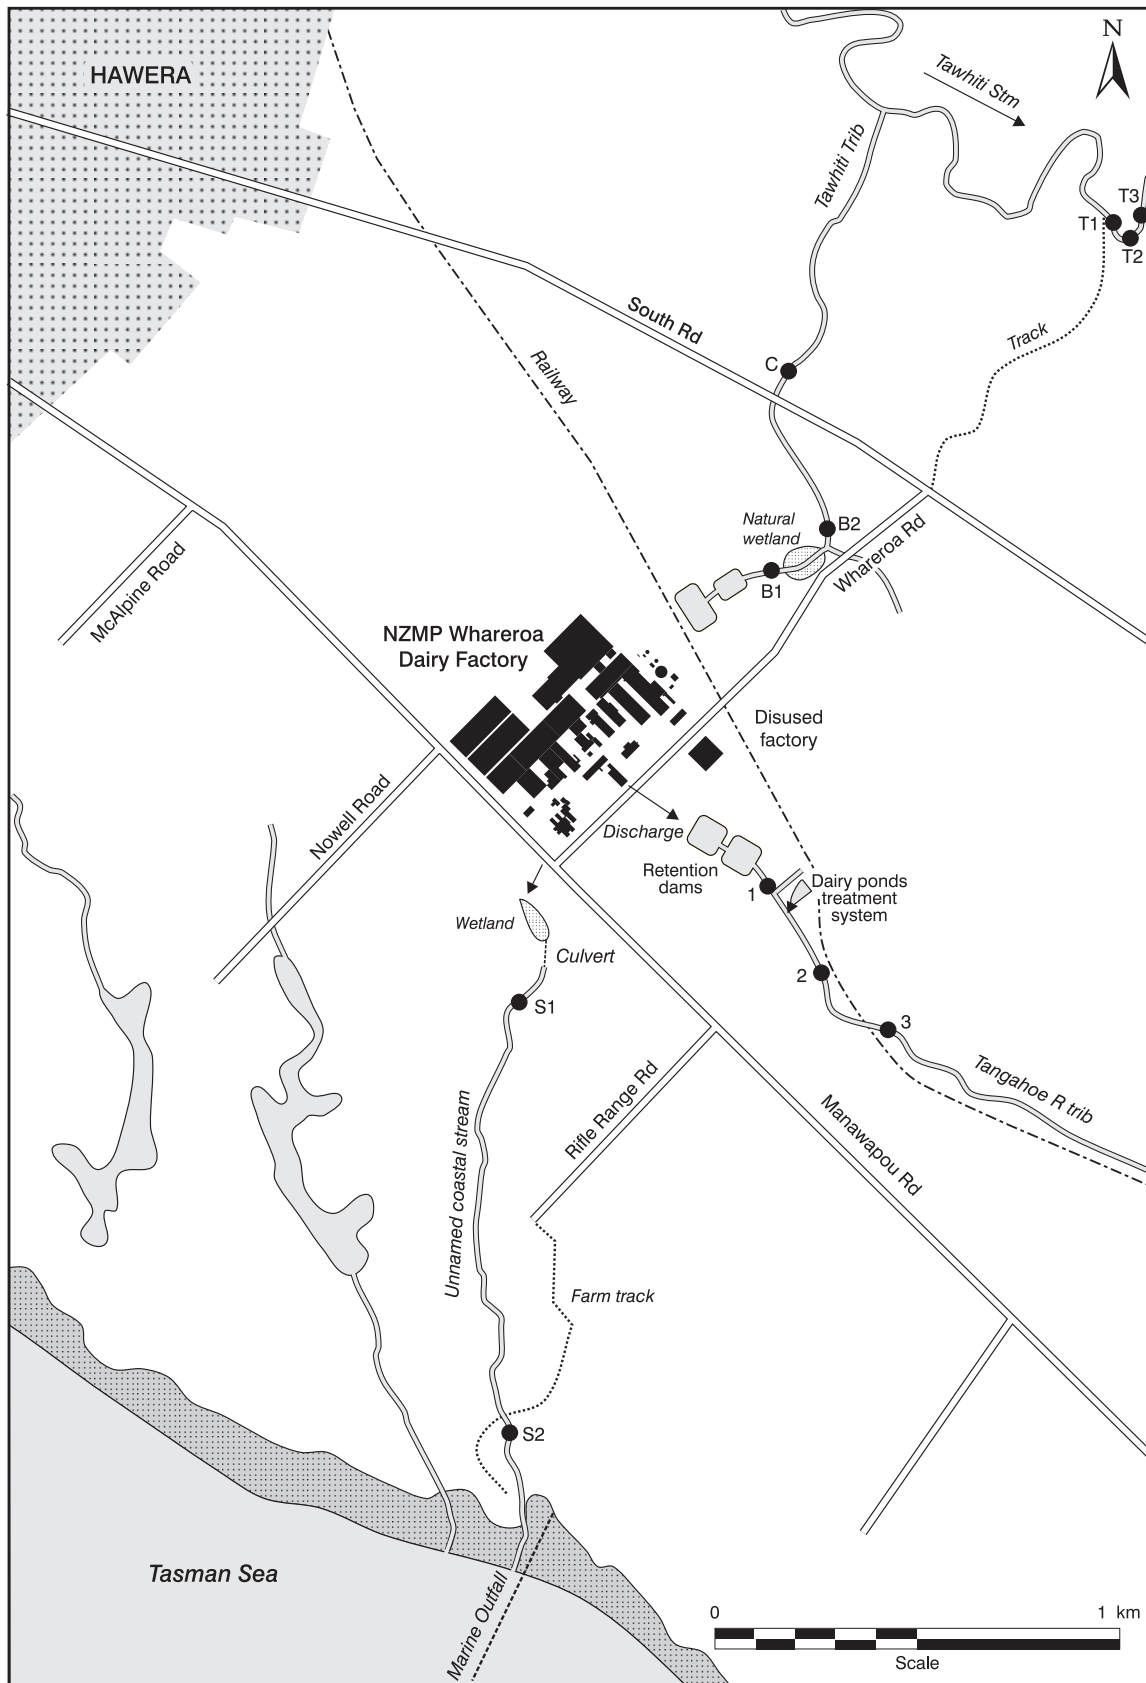 HAWERA
N
Tawhiti Stm
Tawhiti Trib
T3
T1
T2
South Rd
Track
Railway
C
Natural
wetland
B2
Whareroa Rd
B1
McAlpine Road
NZMP Whareroa
Dairy Factory
Disused
factory
Nowell Road
Discharge
Retention
dams
1
Dairy ponds
treatment
system
Wetland
Culvert
2
S1
3
Tangahoe R trib
Rifle Range Rd
Manawapou Rd
Unnamed coastal stream
Farm track
S2
Tasman Sea
Marine Outfall
0
1 km
Scale